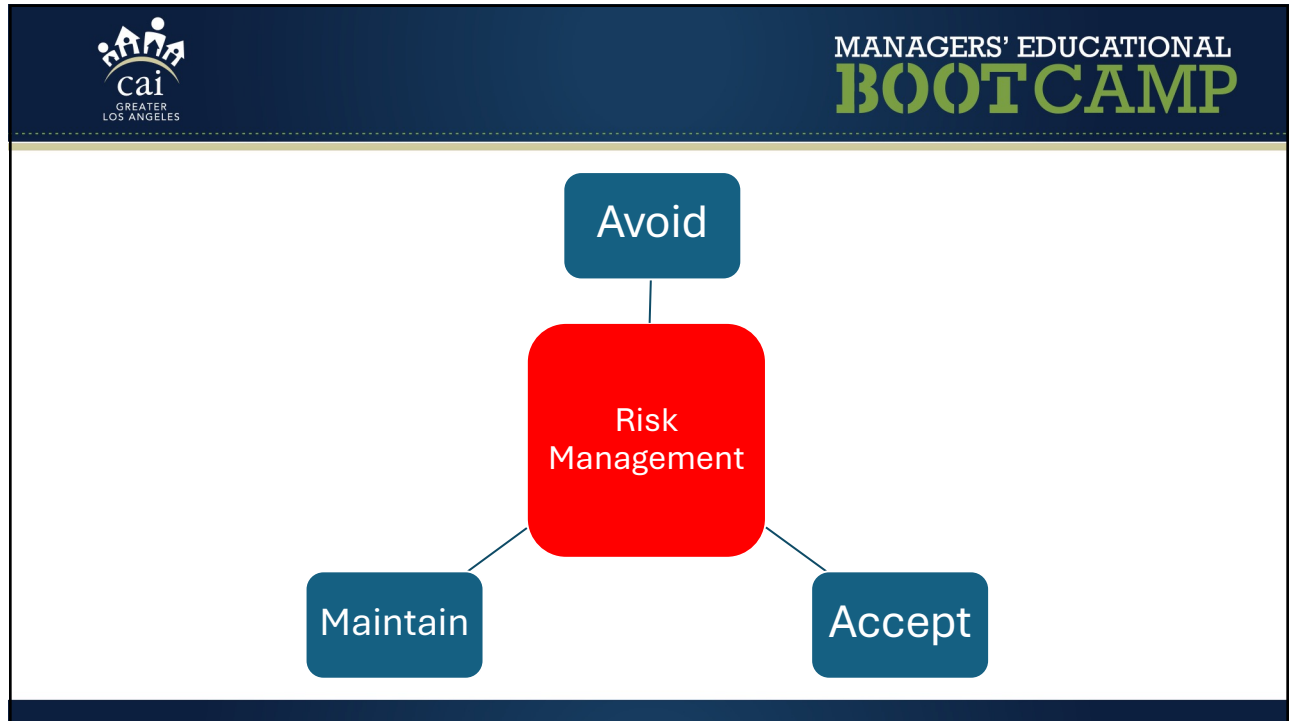 cai
GREATER
LOS ANGELES
MANAGERS' EDUCATIONAL
BOOTCAMP
Avoid
Risk
Management
Maintain
Accept